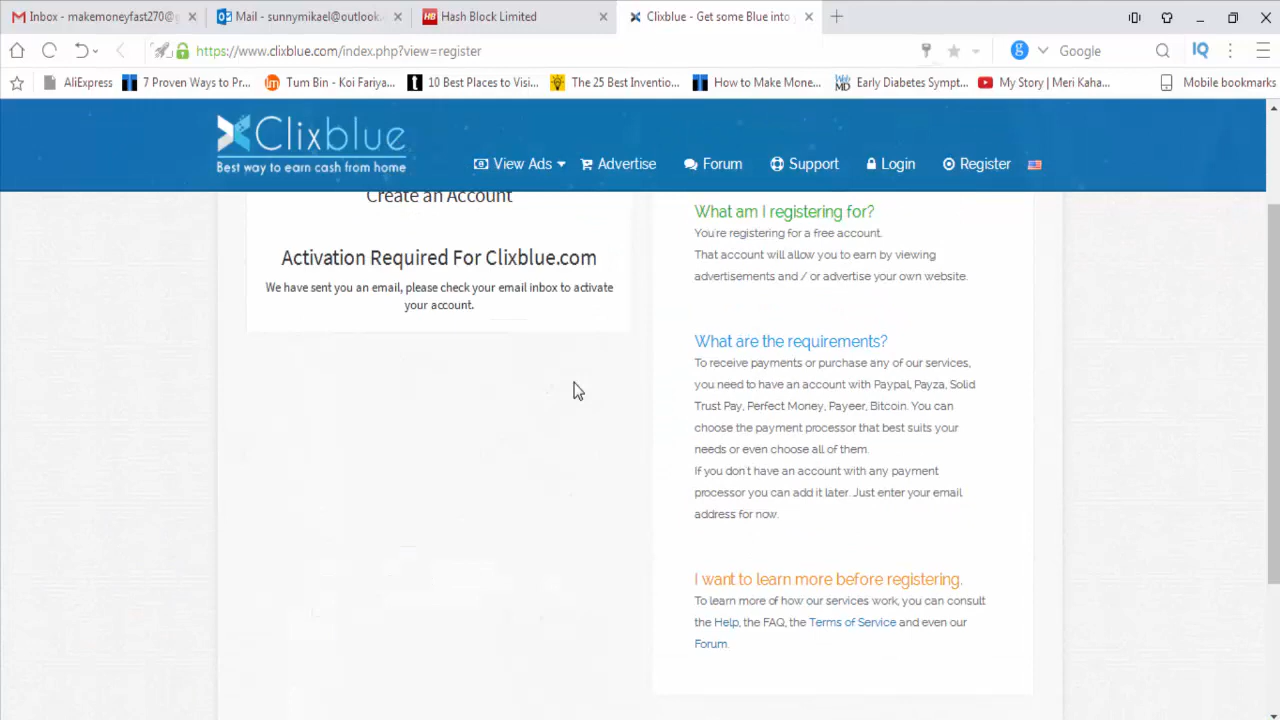 Inbox - makemoneyfast270@g
Mail - sunnymikael@outlook.
HB Hash Block Limited
Clixblue - Get some Blue into
https://www.clixblue.com/index.php?view=register
g Google
IQ
AliExpress
7 Proven Ways to Pr...
Tum Bin - Koi Fariya...
t 10 Best Places to Visi...
The 25 Best Inventio...
How to Make Mone...
Early Diabetes Sympt...
My Story | Meri Kaha...
Mobile bookmarks
Clixblue
Best way to earn cash from home
View Ads
Advertise
Forum
Support
Login
Register
Create an Account
Activation Required For Clixblue.com
We have sent you an email, please check your email inbox to activate
your account.
What am I registering for?
You're registering for a free account.
That account will allow you to earn by viewing
advertisements and / or advertise your own website.
What are the requirements?
To receive payments or purchase any of our services,
you need to have an account with Paypal, Payza, Solid
Trust Pay, Perfect Money, Payeer, Bitcoin. You can
choose the payment processor that best suits your
needs or even choose all of them.
If you don't have an account with any payment
processor you can add it later. Just enter your email
address for now.
I want to learn more before registering.
To learn more of how our services work, you can consult
the Help, the FAQ, the Terms of Service and even our
Forum.